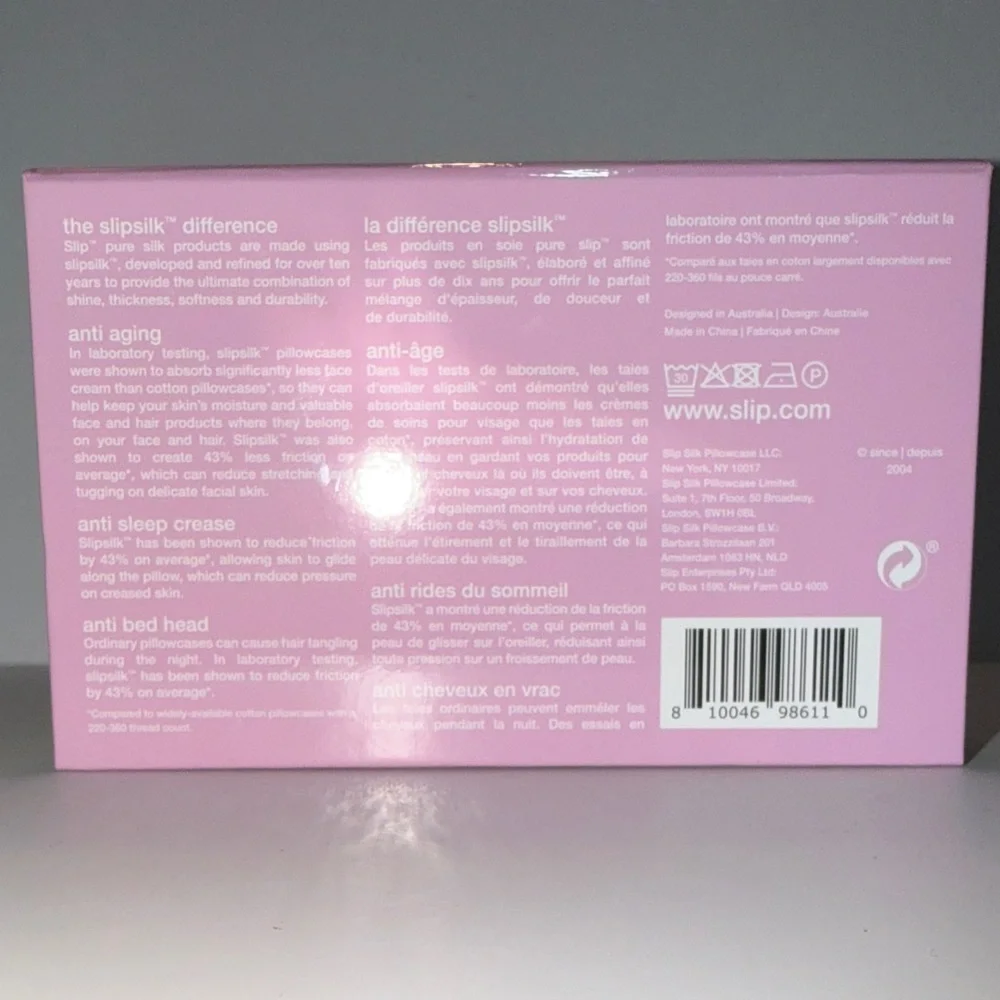 the slipsilk™ difference
Slip™ pure silk products are made using
slipsilk™, developed and refined for over ten
years to provide the ultimate combination of
shine, thickness, softness and durability.
anti aging
In laboratory testing, slipsilk™ pillowcases
were shown to absorb significantly less face
cream than cotton pillowcases*, so they can
help keep your skin's moisture and valuable
face and hair products where they belong,
on your face and hair. Slipsilk™ was also
shown to create 43% less friction on
average*, which can reduce stretching and
tugging on delicate facial skin.
anti sleep crease
Slipsilk™ has been shown to reduce friction
by 43% on average*, allowing skin to glide
along the pillow, which can reduce pressure
on creased skin.
anti bed head
Ordinary pillowcases can cause hair tangling
during the night. In laboratory testing,
slipsilk™ has been shown to reduce friction
by 43% on average*.
*Compared to widely-available cotton pillowcases with a
220-360 thread count.
la différence slipsilk™
Les produits en soie pure slip™ sont
fabriqués avec slipsilk™, élaboré et affiné
sur plus de dix ans pour offrir le parfait
mélange d'épaisseur, de douceur et
de durabilité.
anti-âge
Dans les tests de laboratoire, les taies
d'oreiller slipsilk™ ont démontré qu'elles
absorbaient beaucoup moins les crèmes
de soins pour visage que les taies en
coton*, préservant ainsi l'hydratation de
en gardant vos produits pour
cheveux là où ils doivent être, à
votre visage et sur vos cheveux.
a également montré une réduction
de friction de 43% en moyenne*, ce qui
atténue l'étirement et le tiraillement de la
peau délicate du visage.
anti rides du sommeil
Slipsilk™ a montré une réduction de la friction
de 43% en moyenne*, ce qui permet à la
peau de glisser sur l'oreiller, réduisant ainsi
toute pression sur un froissement de peau.
anti cheveux en vrac
Les taies ordinaires peuvent emmêler les
cheveux pendant la nuit. Des essais en
laboratoire ont montré que slipsilk™ réduit la
friction de 43% en moyenne*.
*Comparé aux taies en coton largement disponibles avec
220-360 fils au pouce carré.
Designed in Australia | Design: Australie
Made in China | Fabriqué en Chine
30
P
www.slip.com
Slip Silk Pillowcase LLC:
New York, NY 10017
Slip Silk Pillowcase Limited:
Suite 1, 7th Floor, 50 Broadway,
London, SW1H 0BL
Slip Silk Pillowcase B.V.:
Barbara Strozzilaan 201
Amsterdam 1083 HN, NLD
Slip Enterprises Pty Ltd:
PO Box 1590, New Farm QLD 4005
© since | depuis
2004
®
8 10046 98611 0